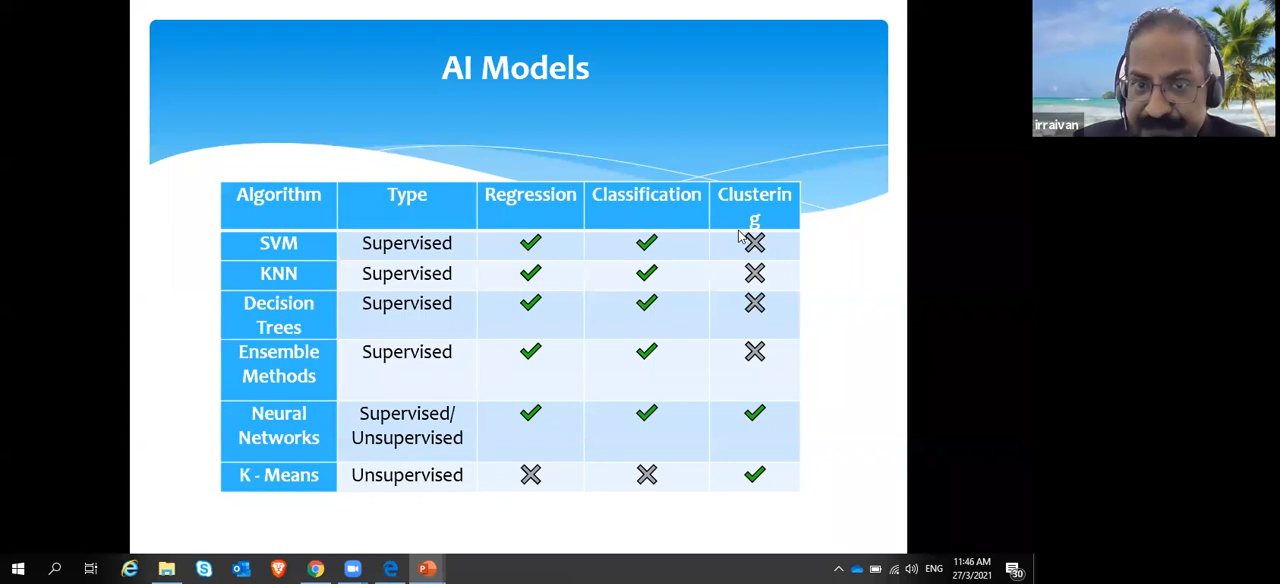 AI Models
irraivan
Algorithm Type Regression Classification Clusterin
g
SVM Supervised
KNN Supervised
Decision Supervised
Trees
Ensemble Supervised
Methods
Neural Supervised/
Networks Unsupervised
K - Means Unsupervised
ENG
11:46 AM
27/3/2021
30